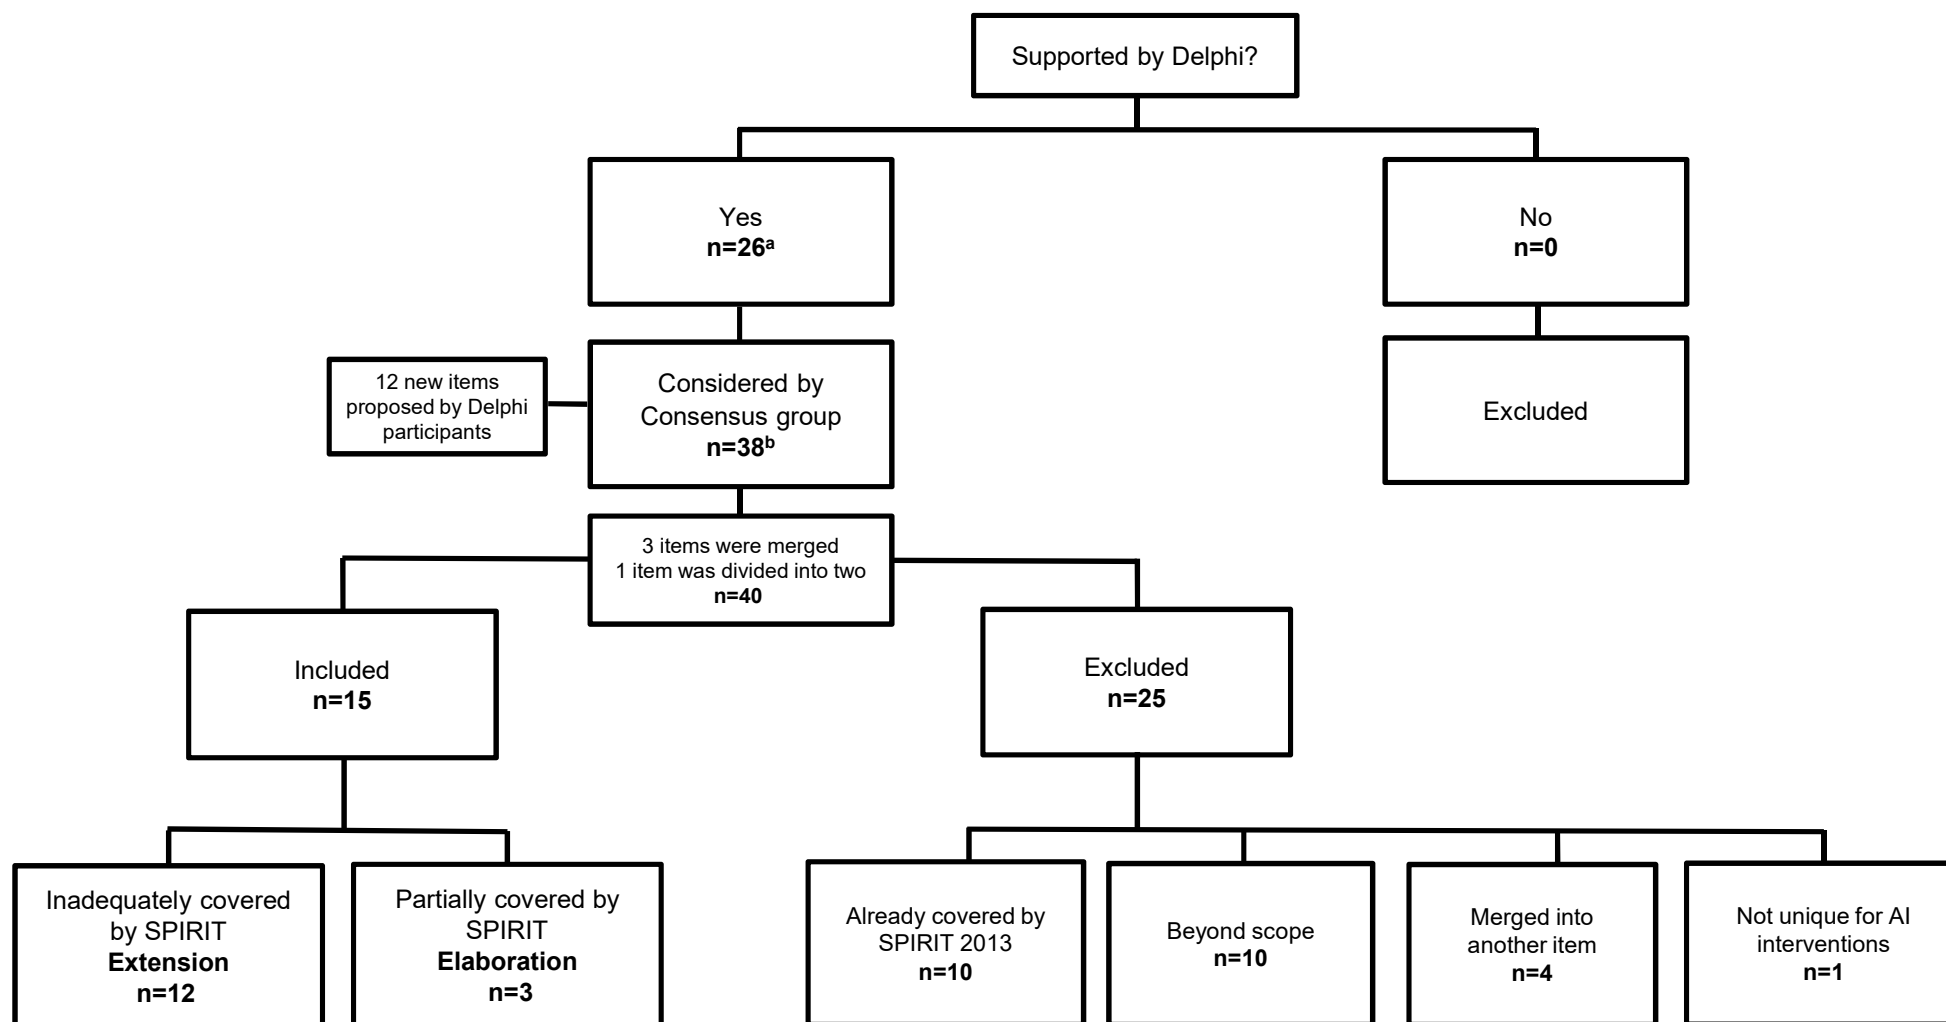 Supported by Delphi?
Yes
n=26ᵃ
No
n=0
12 new items
proposed by Delphi
participants
Considered by
Consensus group
n=38ᵇ
Excluded
3 items were merged
1 item was divided into two
n=40
Included
n=15
Excluded
n=25
Inadequately covered
by SPIRIT
Extension
n=12
Partially covered by
SPIRIT
Elaboration
n=3
Already covered by
SPIRIT 2013
n=10
Beyond scope
n=10
Merged into
another item
n=4
Not unique for AI
interventions
n=1